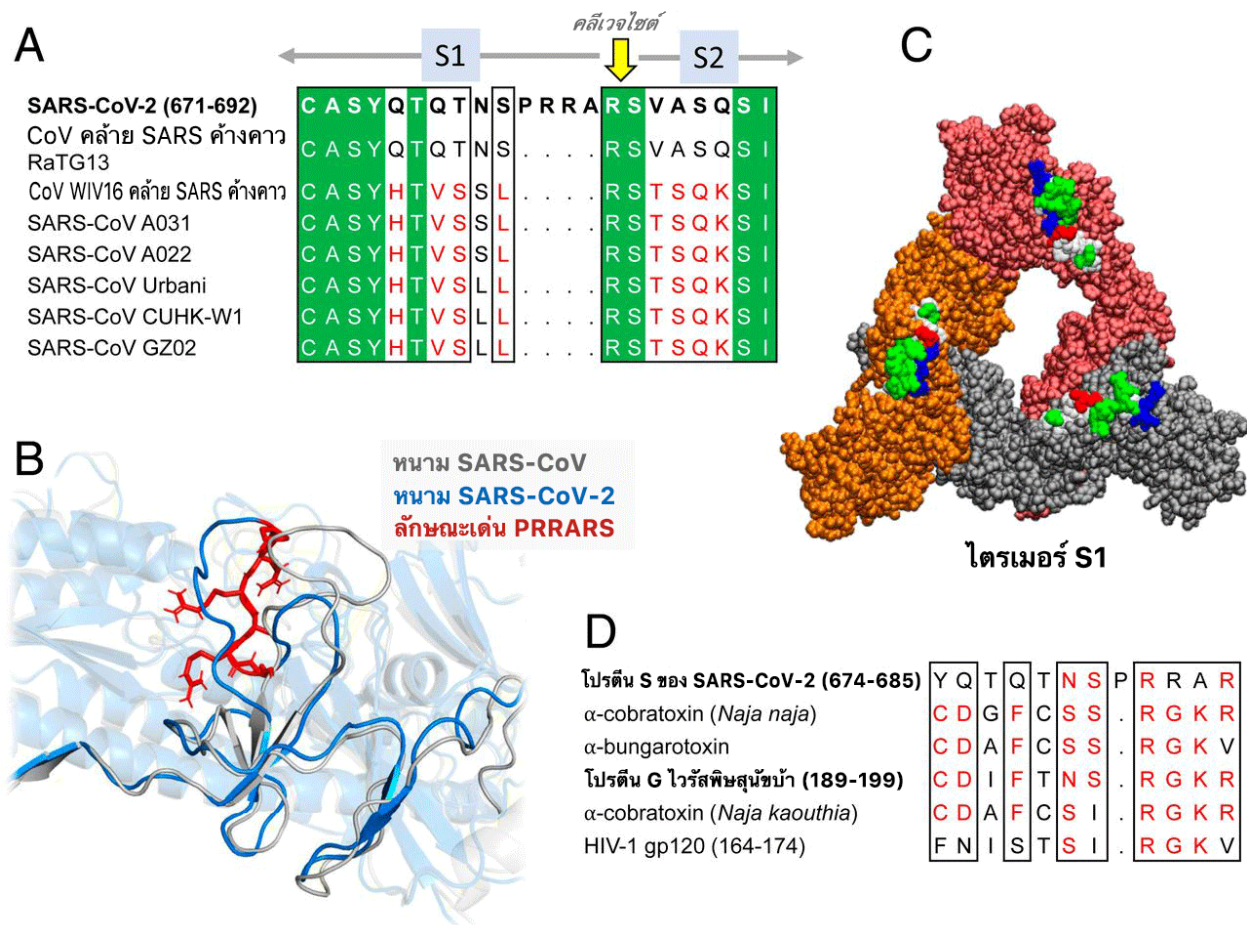 A
คลีเวจไซต์
S1
S2
SARS-CoV-2 (671-692) C A S Y Q T Q T N S P R R A R S V A S Q S I
CoV คล้าย SARS ค้างคาว
RaTG13 C A S Y Q T Q T N S . . . . R S V A S Q S I
CoV WIV16 คล้าย SARS ค้างคาว C A S Y H T V S S L . . . . R S T S Q K S I
SARS-CoV A031 C A S Y H T V S S L . . . . R S T S Q K S I
SARS-CoV A022 C A S Y H T V S S L . . . . R S T S Q K S I
SARS-CoV Urbani C A S Y H T V S L L . . . . R S T S Q K S I
SARS-CoV CUHK-W1 C A S Y H T V S L L . . . . R S T S Q K S I
SARS-CoV GZ02 C A S Y H T V S L L . . . . R S T S Q K S I
B
หนาม SARS-CoV
หนาม SARS-CoV-2
ลักษณะเด่น PRRARS
C
ไตรเมอร์ S1
D
โปรตีน S ของ SARS-CoV-2 (674-685) Y Q T Q T N S P R R A R
α-cobratoxin (Naja naja) C D G F C S S . R G K R
α-bungarotoxin C D A F C S S . R G K V
โปรตีน G ไวรัสพิษสุนัขบ้า (189-199) C D I F T N S . R G K R
α-cobratoxin (Naja kaouthia) C D A F C S I . R G K R
HIV-1 gp120 (164-174) F N I S T S I . R G K V